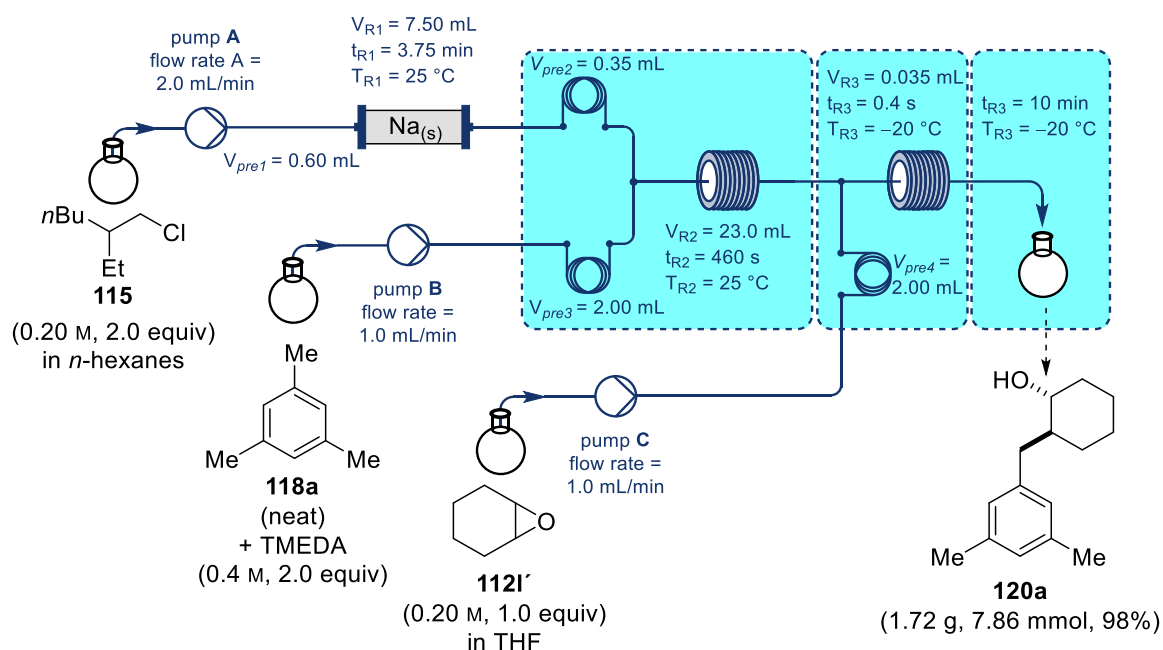 pump A
flow rate A =
2.0 mL/min
V_pre1 = 0.60 mL
V_R1 = 7.50 mL
t_R1 = 3.75 min
T_R1 = 25 °C
Na(s)
nBu
Cl
Et
115
(0.20 M, 2.0 equiv)
in n-hexanes
pump B
flow rate =
1.0 mL/min
Me
Me
Me
118a
(neat)
+ TMEDA
(0.4 M, 2.0 equiv)
V_pre2 = 0.35 mL
V_pre3 = 2.00 mL
V_R2 = 23.0 mL
t_R2 = 460 s
T_R2 = 25 °C
pump C
flow rate =
1.0 mL/min
O
112l´
(0.20 M, 1.0 equiv)
in THF
V_R3 = 0.035 mL
t_R3 = 0.4 s
T_R3 = –20 °C
V_pre4 =
2.00 mL
t_R3 = 10 min
T_R3 = –20 °C
HO
Me
Me
120a
(1.72 g, 7.86 mmol, 98%)